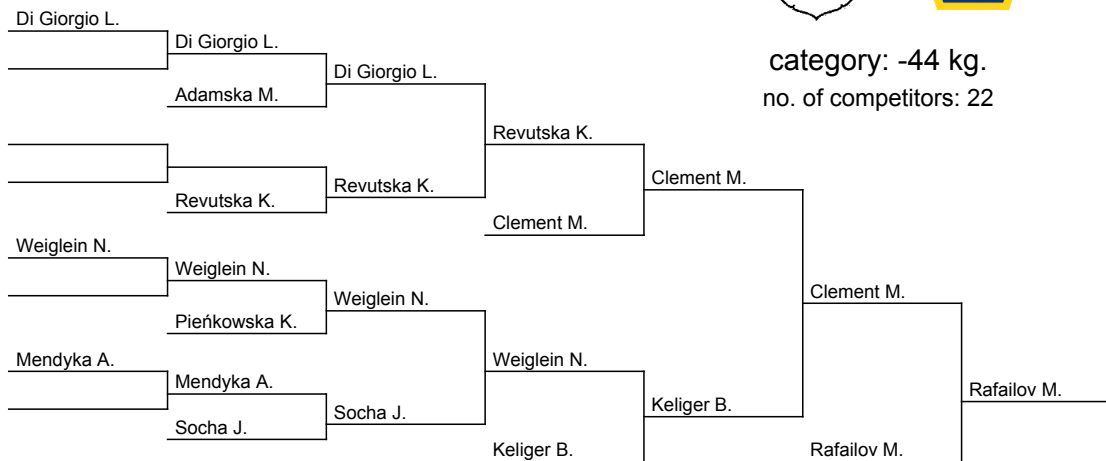 Di Giorgio L.
Di Giorgio L.
Di Giorgio L.
Adamska M.
category: -44 kg.
no. of competitors: 22
Revutska K.
Revutska K.
Revutska K.
Clement M.
Clement M.
Weiglein N.
Weiglein N.
Weiglein N.
Pieńkowska K.
Clement M.
Mendyka A.
Mendyka A.
Weiglein N.
Socha J.
Socha J.
Keliger B.
Rafailov M.
Keliger B.
Rafailov M.